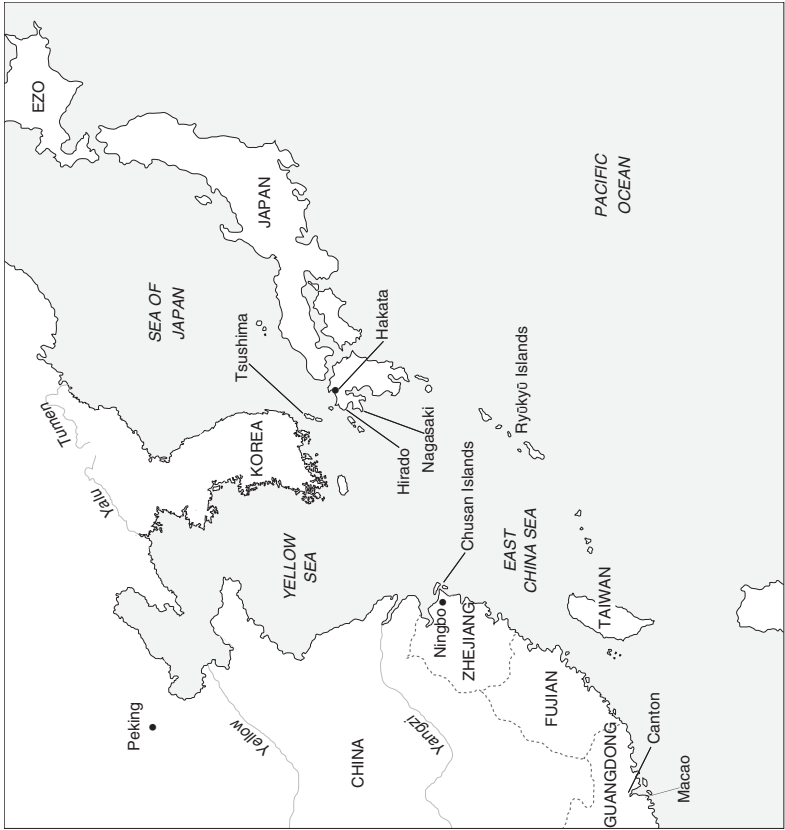 EZO
JAPAN
PACIFIC
OCEAN
SEA OF
JAPAN
Tsushima
Hakata
Tumen
Yalu
KOREA
Hirado
Nagasaki
Ryūkyū Islands
YELLOW
SEA
Chusan Islands
EAST
CHINA SEA
Peking
Ningbo
ZHEJIANG
TAIWAN
Yellow
Yangzi
CHINA
FUJIAN
GUANGDONG
Canton
Macao